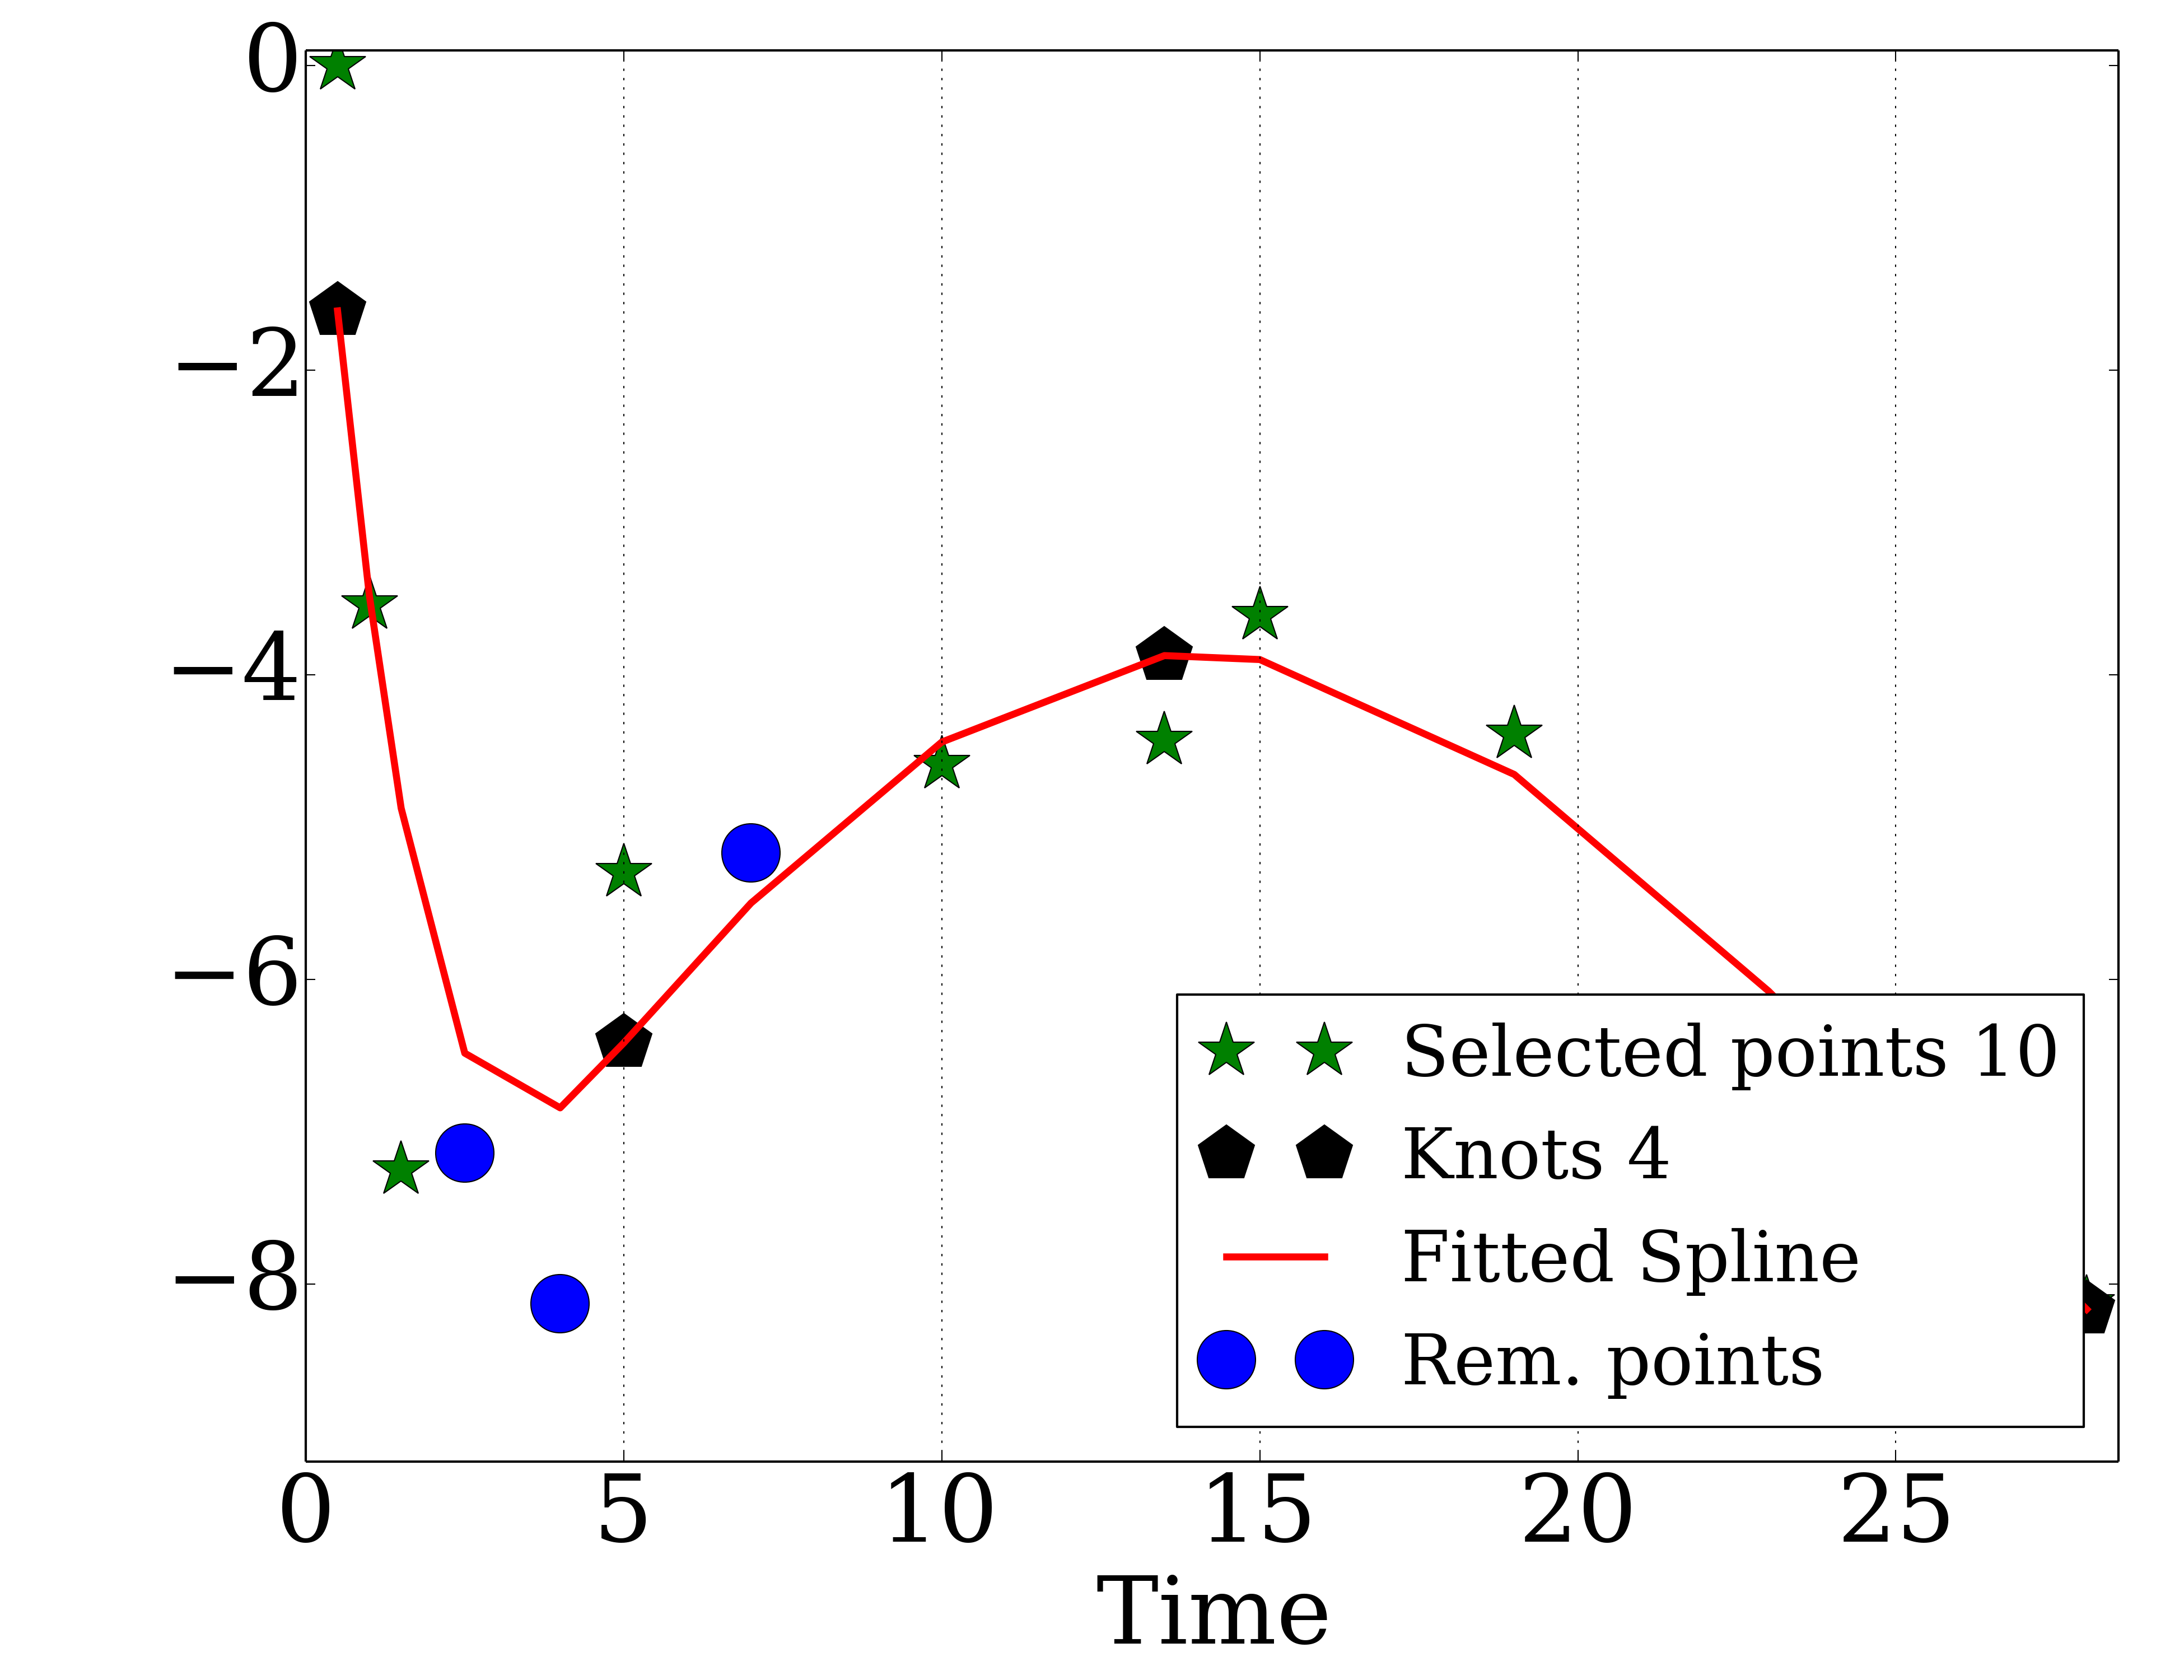 0
−2
−4
−6
−8
Selected points 10
Knots 4
Fitted Spline
Rem. points
0 5 10 15 20 25
Time